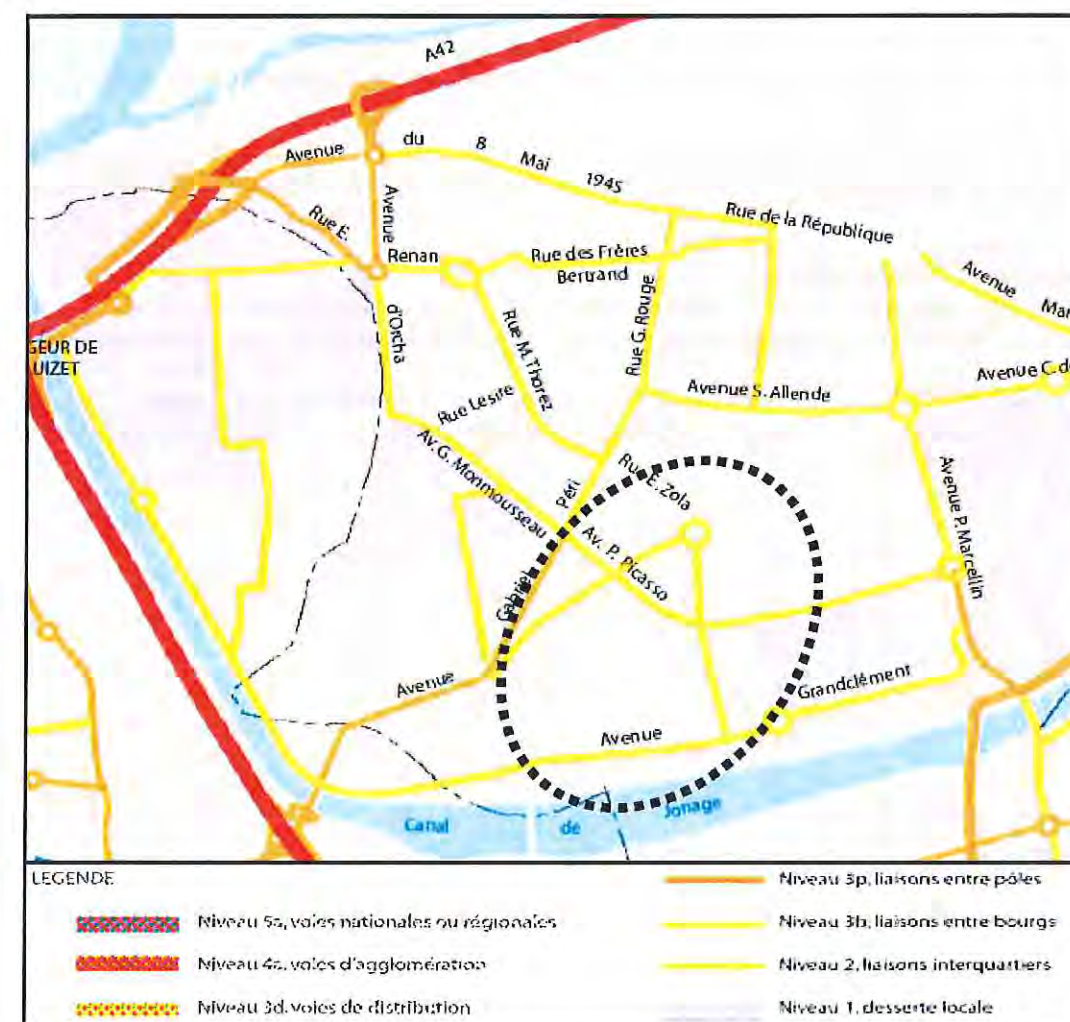 A42
Avenue du 8 Mai 1945
Rue de la République
Avenue
Rue E. Renan
Avenue d'Orcha
Rue des Frères Bertrand
Avenue Mar
GEUR DE
UIZET
Rue M. Thorez
Rue G. Rouge
Avenue C. de
Rue Lesire
Avenue S. Allende
Av. G. Monmousseau
Rue E. Zola
Péri
Av. P. Picasso
Avenue P. Marcellin
Gabriel
Avenue
Grandclément
Avenue
Canal de Jonage
LEGENDE
Niveau 5a, voies nationales ou régionales
Niveau 4a, voies d'agglomération
Niveau 3d, voies de distribution
Niveau 3p, liaisons entre pôles
Niveau 3b, liaisons entre bourgs
Niveau 2, liaisons interquartiers
Niveau 1, desserte locale